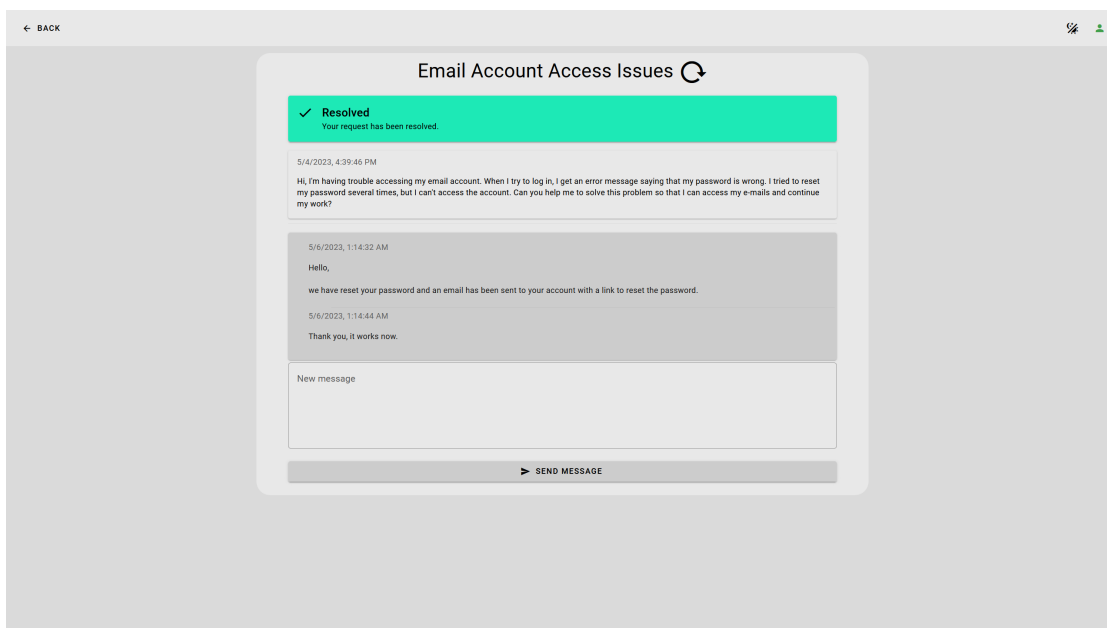 BACK
Email Account Access Issues
Resolved
Your request has been resolved.
5/4/2023, 4:39:46 PM
Hi, I'm having trouble accessing my email account. When I try to log in, I get an error message saying that my password is wrong. I tried to reset
my password several times, but I can't access the account. Can you help me to solve this problem so that I can access my e-mails and continue
my work?
5/6/2023, 1:14:32 AM
Hello,
we have reset your password and an email has been sent to your account with a link to reset the password.
5/6/2023, 1:14:44 AM
Thank you, it works now.
New message
SEND MESSAGE